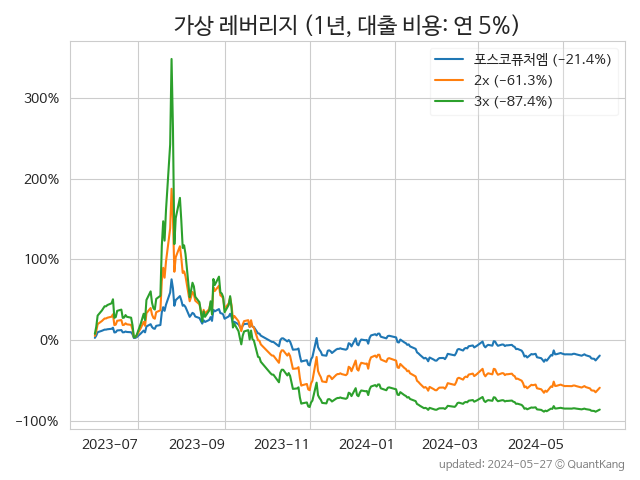 가상 레버리지 (1년, 대출 비용: 연 5%)
포스코퓨처엠 (-21.4%)
2x (-61.3%)
3x (-87.4%)
300%
200%
100%
0%
-100%
2023-07 2023-09 2023-11 2024-01 2024-03 2024-05
updated: 2024-05-27 © QuantKang